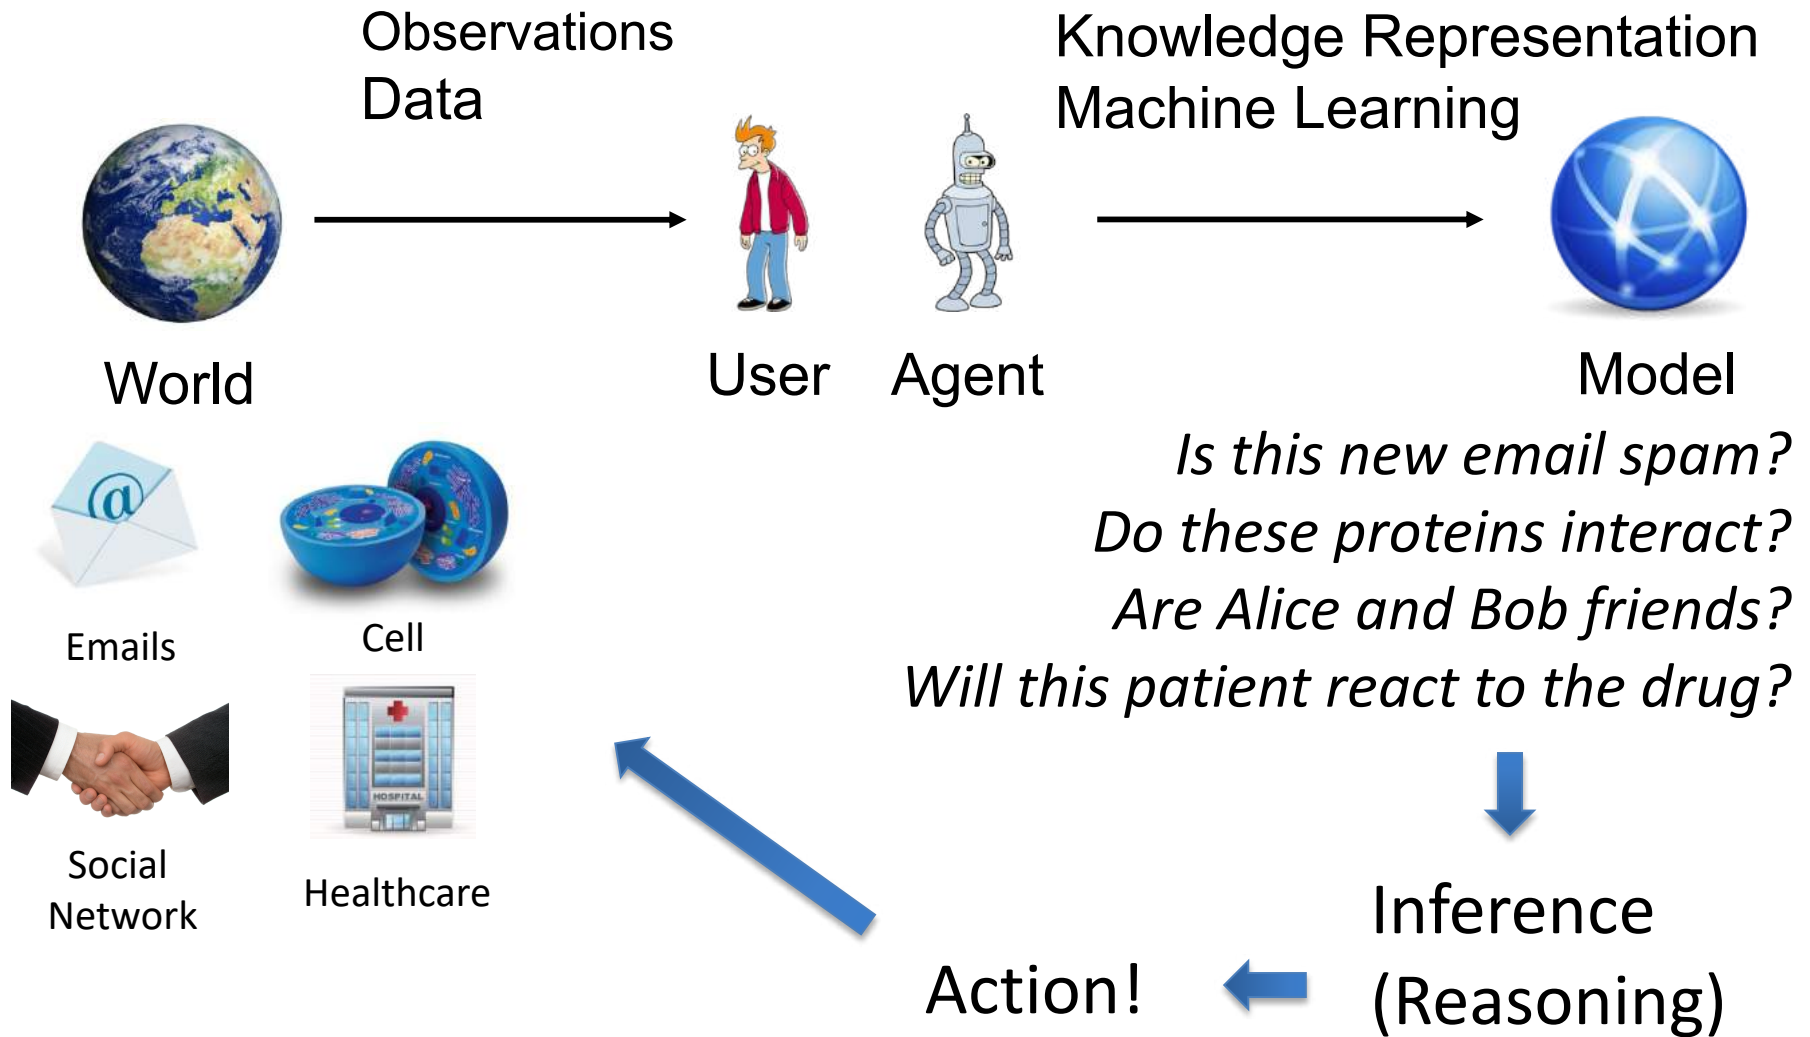 Observations
Data
Knowledge Representation
Machine Learning
World
User
Agent
Model
@
Emails
Cell
Is this new email spam?
Do these proteins interact?
Are Alice and Bob friends?
Will this patient react to the drug?
HOSPITAL
Social
Network
Healthcare
Inference
(Reasoning)
Action!